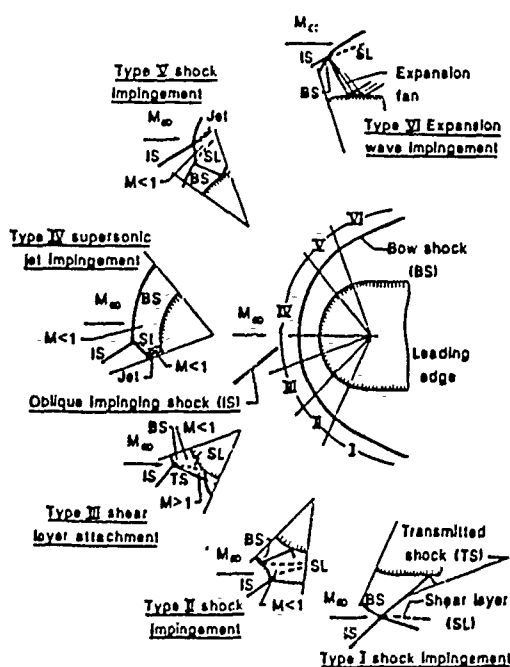 M∞
IS
SL
BS
Expansion
fan
Type VI Expansion
wave impingement
Type V shock
impingement
Jet
M∞
IS
SL
M<1
BS
Type IV supersonic
jet impingement
M∞
BS
M<1
SL
IS
M<1
Jet
Oblique impinging shock (IS)
M∞
VI
V
IV
III
II
I
Bow shock
(BS)
Leading
edge
BS
M<1
M∞
SL
IS
TS
M>1
Type III shear
layer attachment
BS
M∞
SL
IS
M<1
Type II shock
impingement
Transmitted
shock (TS)
M∞
BS
Shear layer
(SL)
IS
Type I shock impingement